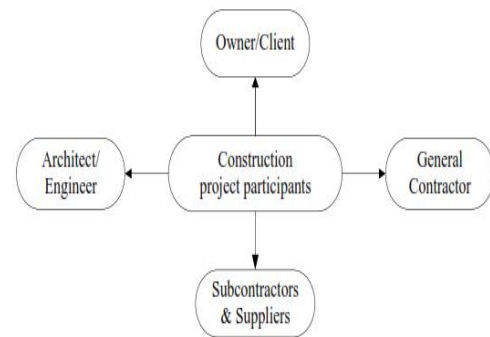 Owner/Client
Architect/
Engineer
Construction
project participants
General
Contractor
Subcontractors
& Suppliers